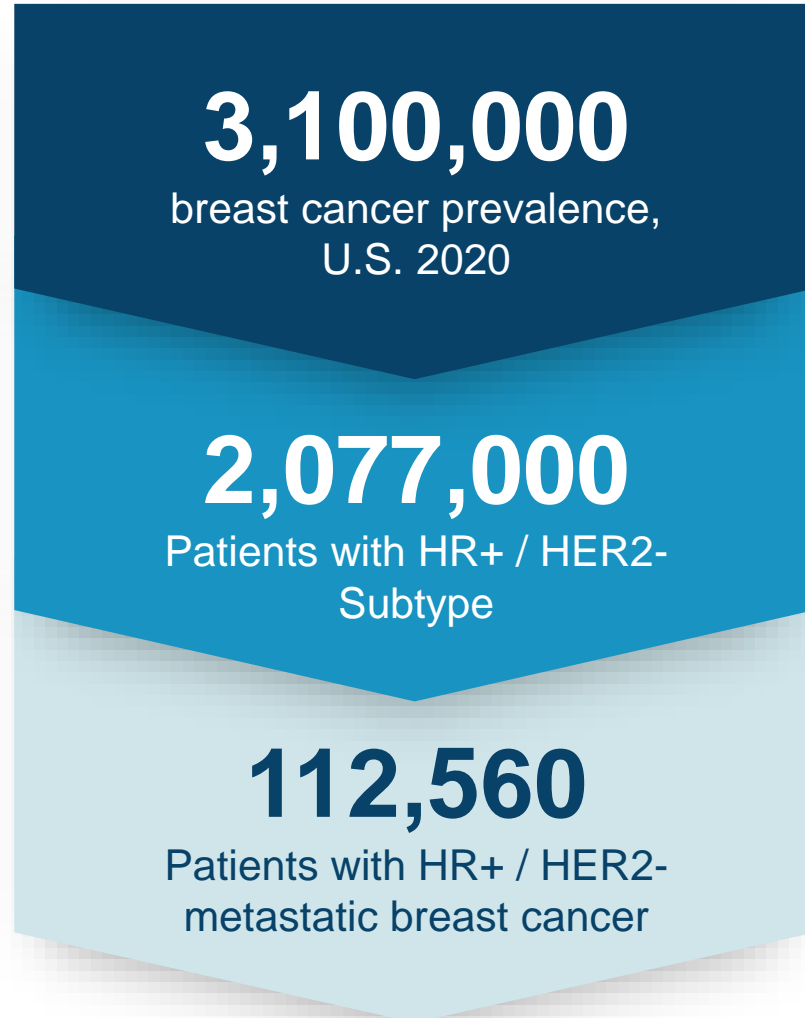 3,100,000
breast cancer prevalence,
U.S. 2020
2,077,000
Patients with HR+ / HER2-
Subtype
112,560
Patients with HR+ / HER2-
metastatic breast cancer